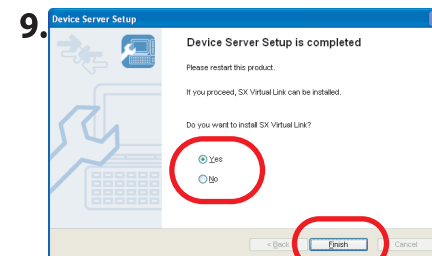 9.
Device Server Setup
Device Server Setup is completed
Please restart this product.
If you proceed, SX Virtual Link can be installed.
Do you want to install SX Virtual Link?
Yes
No
< Back Finish Cancel